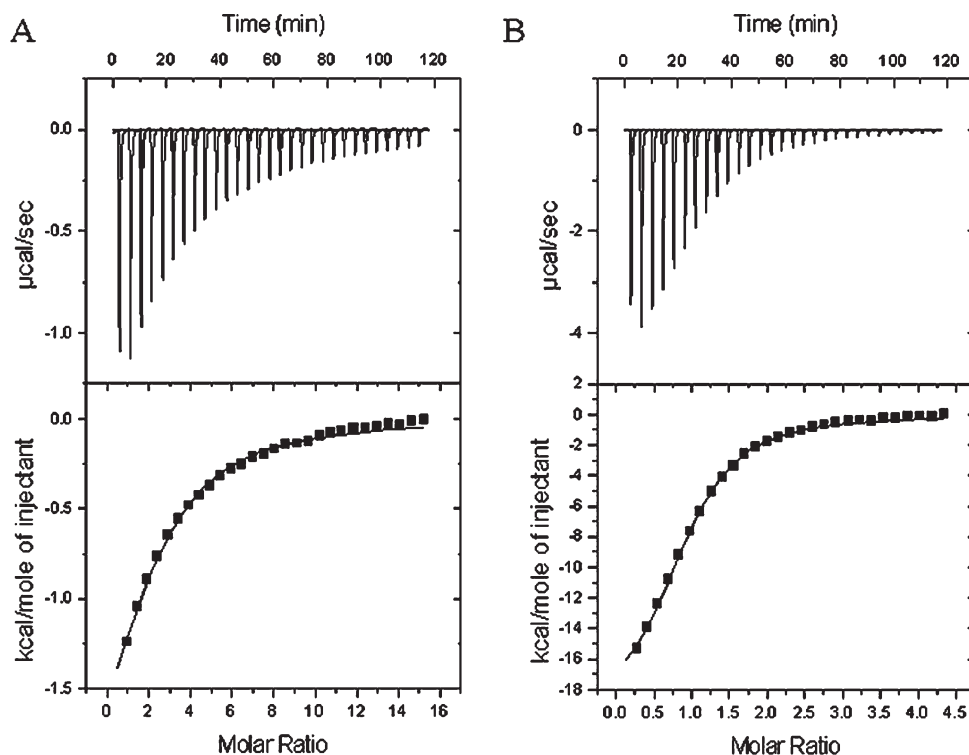 A
Time (min)
0 20 40 60 80 100 120
0.0
-0.5
-1.0
µcal/sec
0.0
-0.5
-1.0
-1.5
kcal/mole of injectant
0 2 4 6 8 10 12 14 16
Molar Ratio
B
Time (min)
0 20 40 60 80 100 120
0
-2
-4
µcal/sec
2
0
-2
-4
-6
-8
-10
-12
-14
-16
-18
kcal/mole of injectant
0.0 0.5 1.0 1.5 2.0 2.5 3.0 3.5 4.0 4.5
Molar Ratio